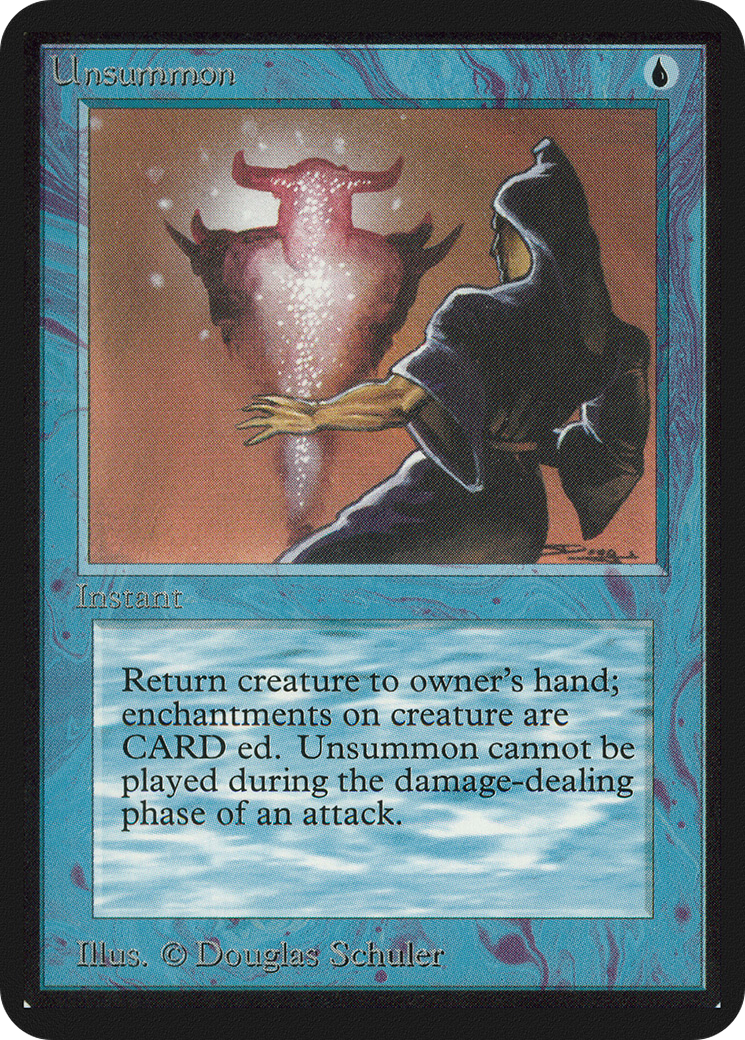 Unsummon
Instant
Return creature to owner's hand;
enchantments on creature are
CARD ed. Unsummon cannot be
played during the damage-dealing
phase of an attack.
Illus. © Douglas Schuler